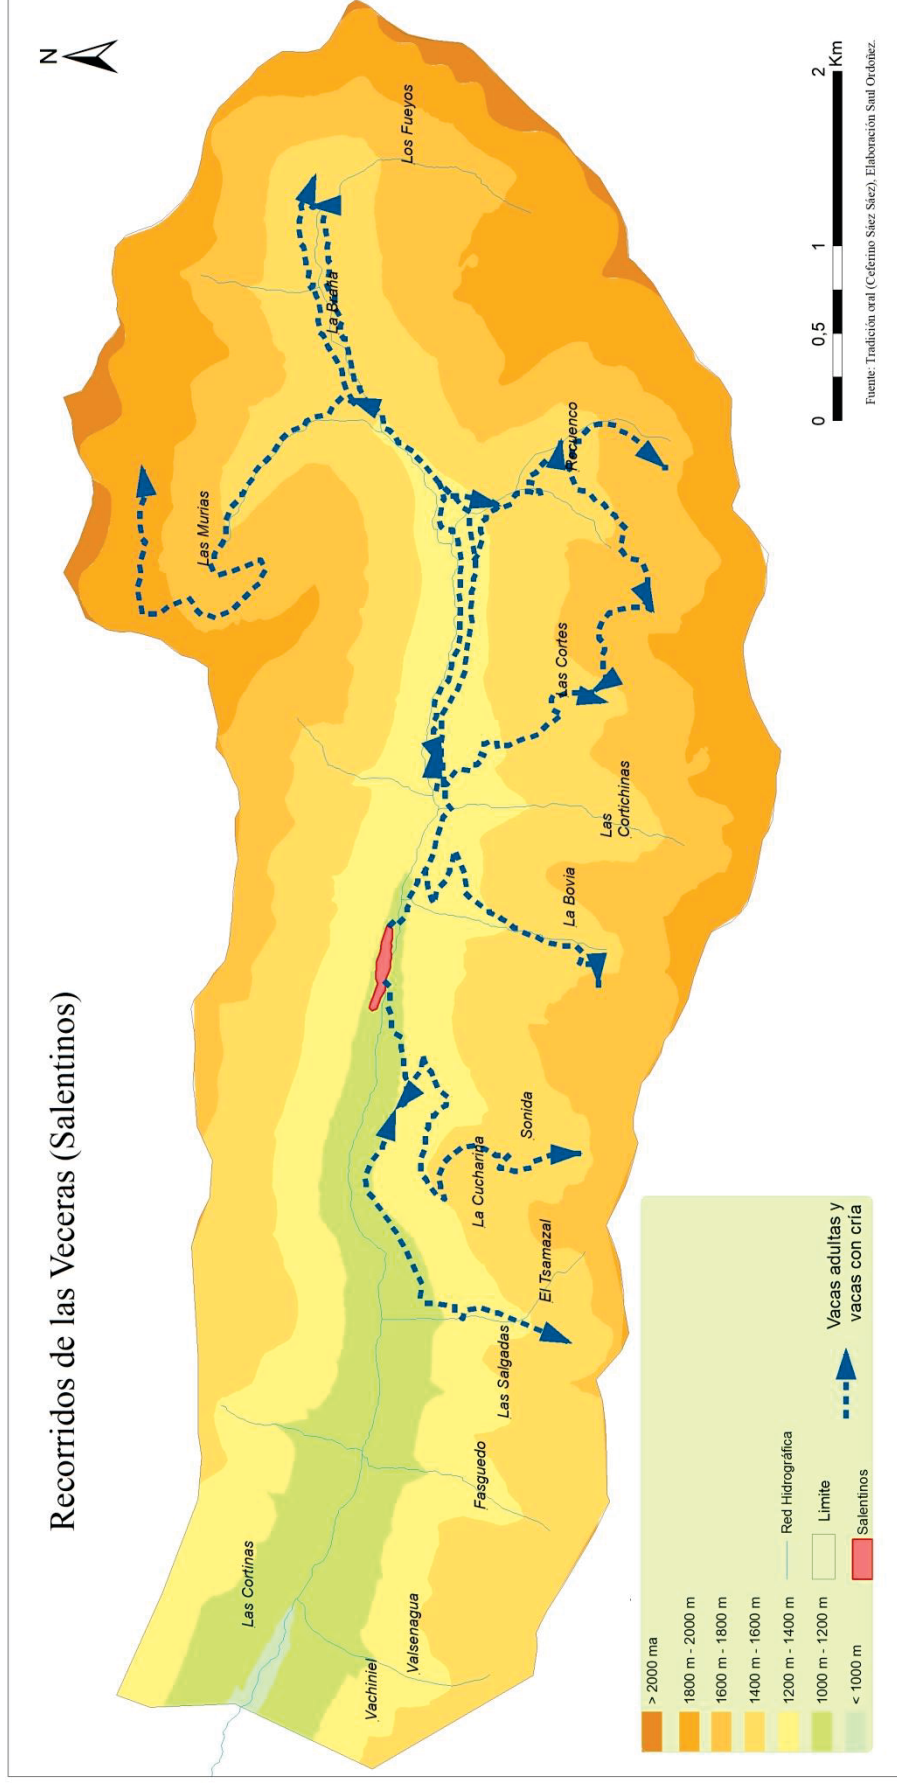 Recorridos de las Veceras (Salentinos)
N
Las Murias
Los Fueyos
La Braña
Las Cortinas
Recuenco
Las Cortes
Las
Cortichinas
La Bovia
Sonida
La Cucharina
El Tsamazal
Las Salgadas
Fasguedo
Valsenagua
Vachiniel
> 2000 ma
1800 m - 2000 m
1600 m - 1800 m
1400 m - 1600 m
1200 m - 1400 m
1000 m - 1200 m
< 1000 m
Red Hidrográfica
Limite
Salentinos
Vacas adultas y
vacas con cría
0 0,5 1 2
Km
Fuente: Tradición oral (Ceferino Sáez Sáez), Elaboración Saul Ordoñez.